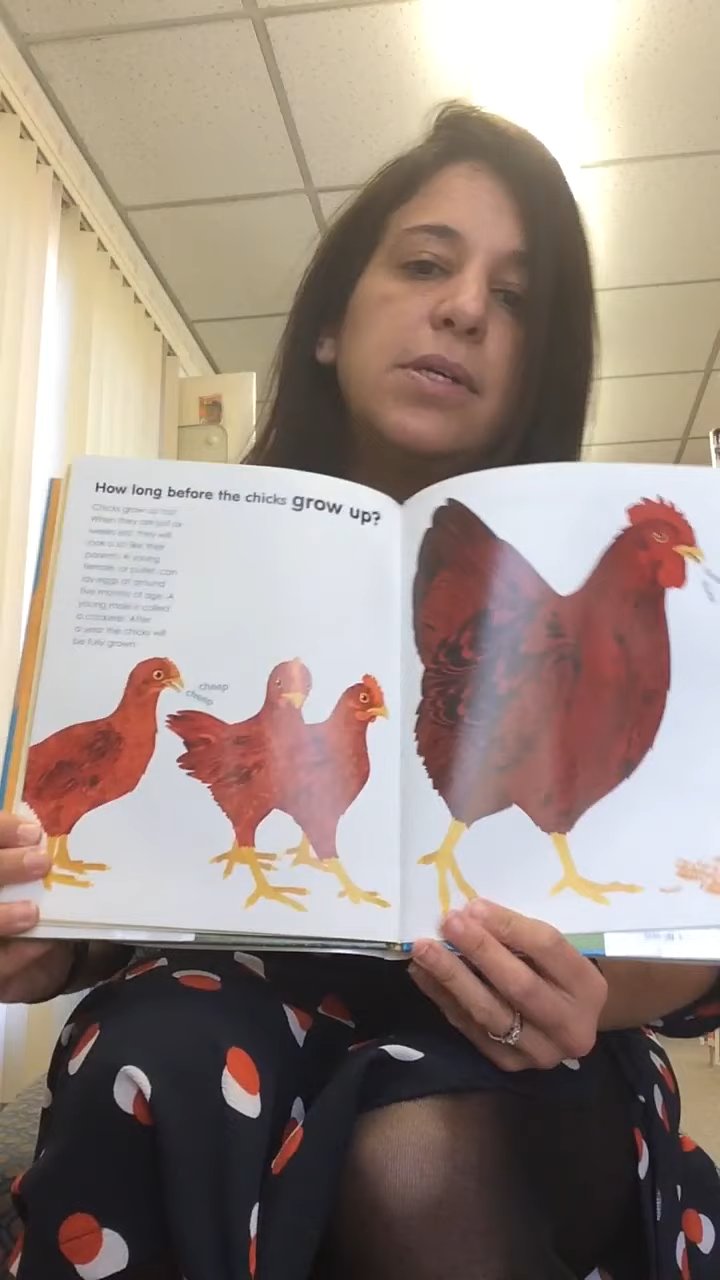 How long before the chicks grow up?
Chicks grow up fast.
When they are just six
weeks old, they will
look a lot like their
parents. A young
female, or pullet, can
lay eggs at around
five months of age. A
young male is called
a cockerel. After
a year the chicks will
be fully grown.
cheep
cheep